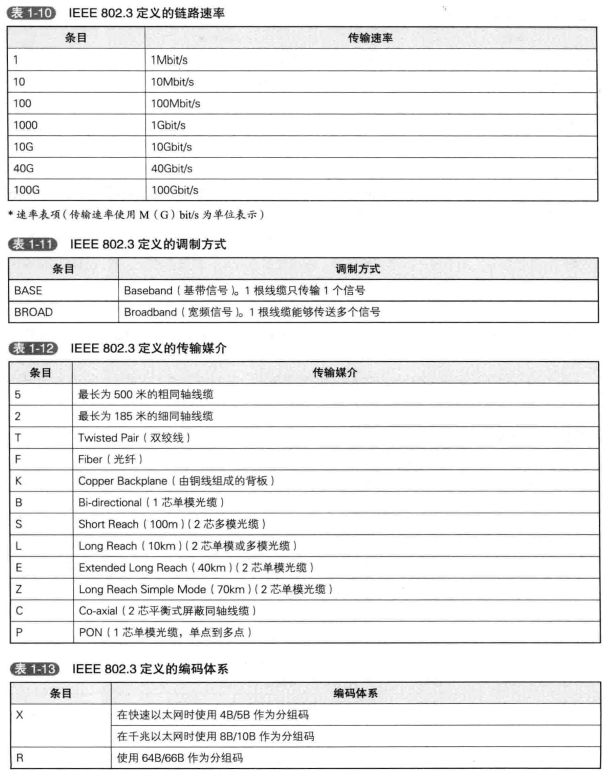 表 1-10 IEEE 802.3 定义的链路速率
条目 传输速率
1 1Mbit/s
10 10Mbit/s
100 100Mbit/s
1000 1Gbit/s
10G 10Gbit/s
40G 40Gbit/s
100G 100Gbit/s
*速率表项（传输速率使用 M（G）bit/s 为单位表示）
表 1-11 IEEE 802.3 定义的调制方式
条目 调制方式
BASE Baseband（基带信号）。1 根线缆只传输 1 个信号
BROAD Broadband（宽频信号）。1 根线缆能够传送多个信号
表 1-12 IEEE 802.3 定义的传输媒介
条目 传输媒介
5 最长为 500 米的粗同轴线缆
2 最长为 185 米的细同轴线缆
T Twisted Pair（双绞线）
F Fiber（光纤）
K Copper Backplane（由铜线组成的背板）
B Bi-directional（1 芯单模光缆）
S Short Reach（100m）（2 芯多模光缆）
L Long Reach（10km）（2 芯单模或多模光缆）
E Extended Long Reach（40km）（2 芯单模光缆）
Z Long Reach Simple Mode（70km）（2 芯单模光缆）
C Co-axial（2 芯平衡式屏蔽同轴线缆）
P PON（1 芯单模光缆，单点到多点）
表 1-13 IEEE 802.3 定义的编码体系
条目 编码体系
X 在快速以太网时使用 4B/5B 作为分组码
在千兆以太网时使用 8B/10B 作为分组码
R 使用 64B/66B 作为分组码